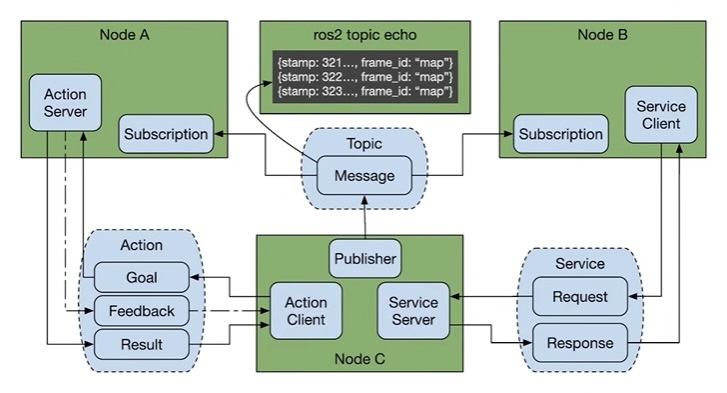 Node A
ros2 topic echo
Node B
{stamp: 321..., frame_id: “map”}
{stamp: 322..., frame_id: “map”}
{stamp: 323..., frame_id: “map”}
Action
Server
Subscription
Topic
Message
Subscription
Service
Client
Action
Goal
Feedback
Result
Publisher
Action
Client
Service
Server
Node C
Service
Request
Response